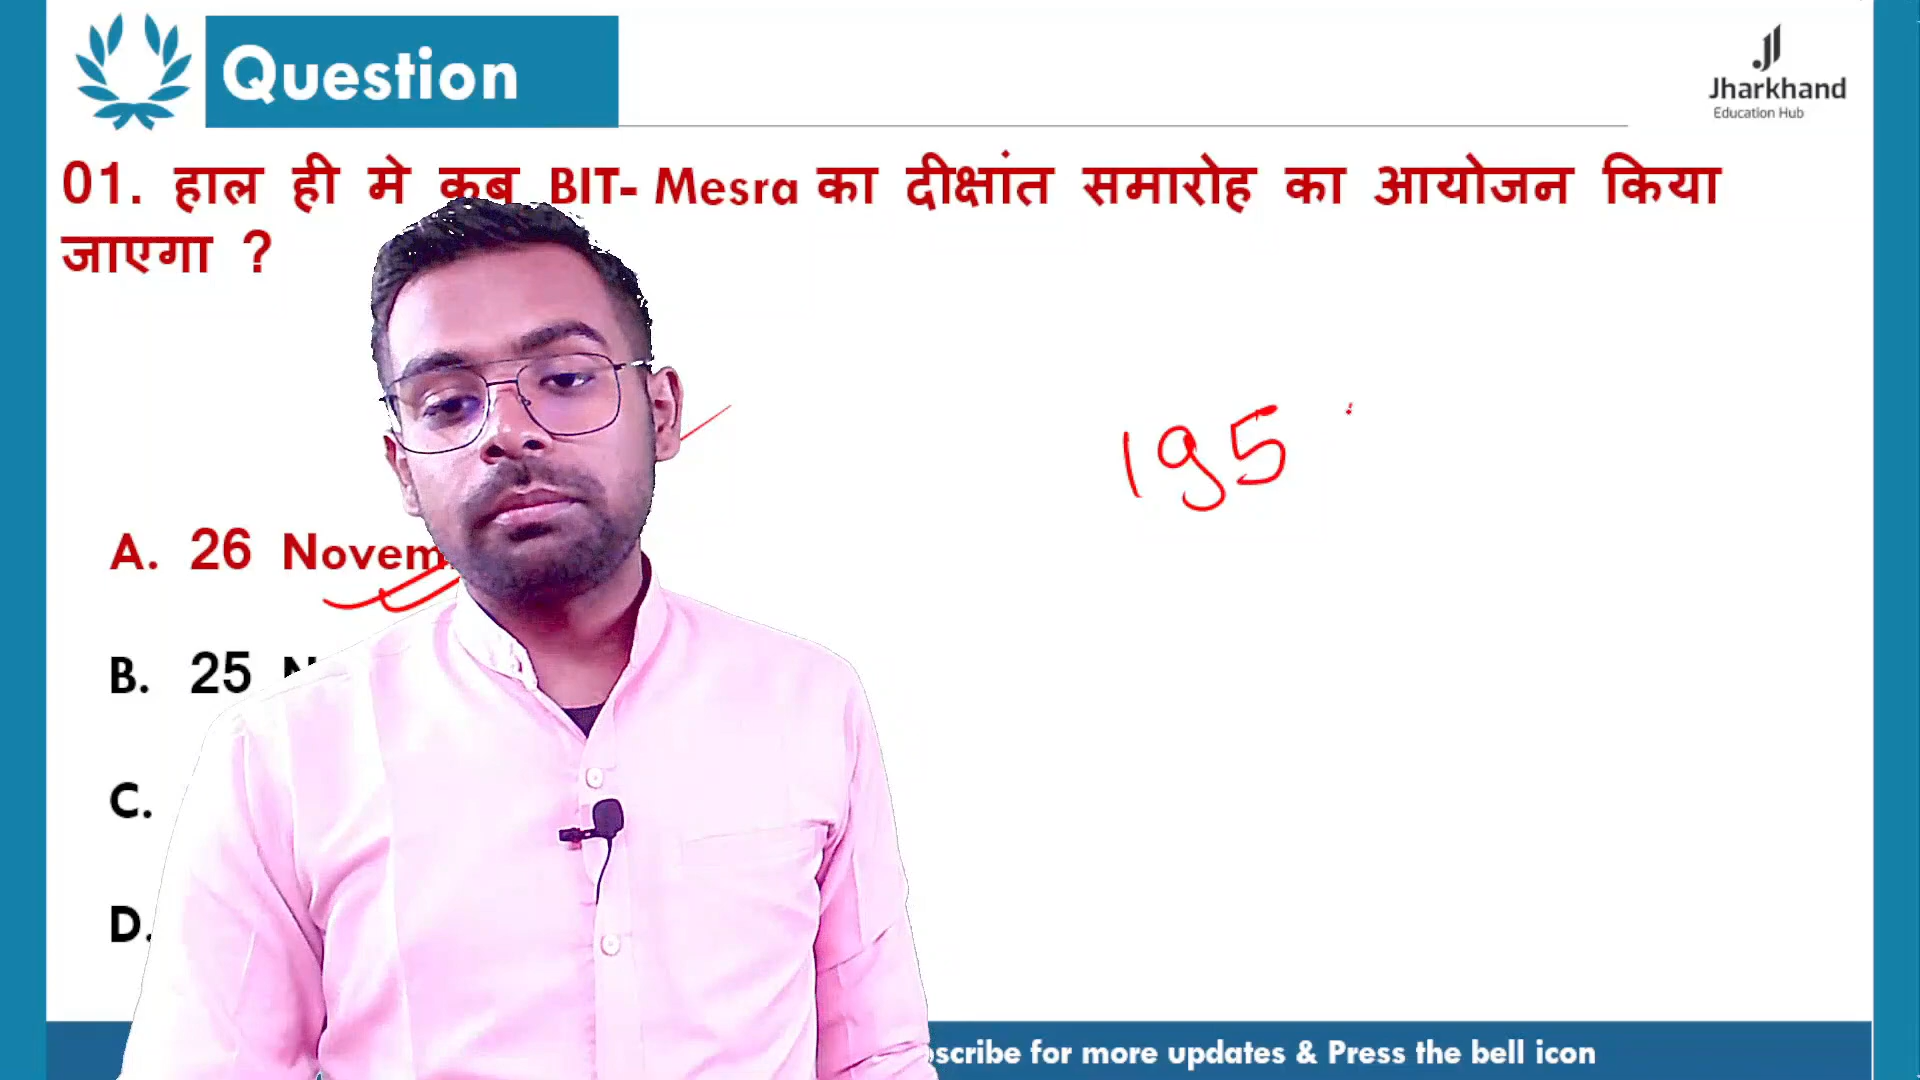 Question
Jharkhand
Education Hub
01. हाल ही मे कब BIT- Mesra का दीक्षांत समारोह का आयोजन किया
जाएगा ?
195
A. 26 Novem
B. 25 N
C.
D.
scribe for more updates & Press the bell icon